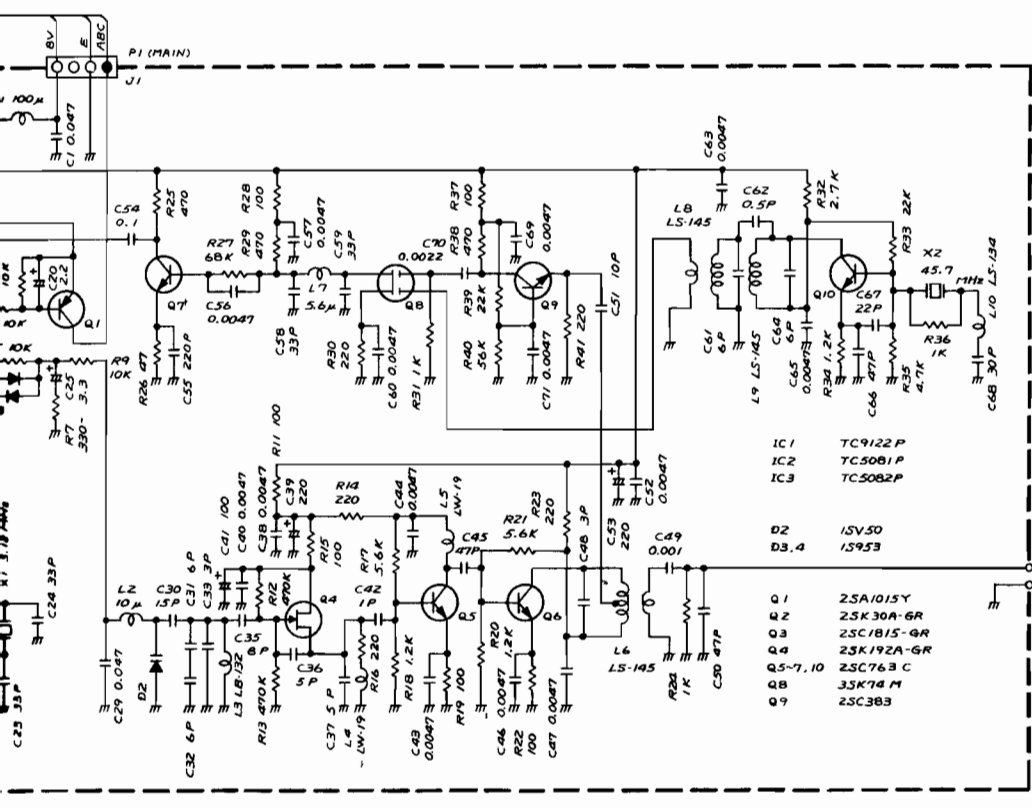 8V
E
ABC
P1 (MAIN)
J1
100μ
C1 0.047
C54
0.1
R25
470
R28
100
R29
470
C57
0.0047
C59
33P
R27
68K
C56
0.0047
L7
5.6μ
C58
33P
Q7
R26 47
C55 220P
C70
0.0022
Q8
R30
220
C60 0.0047
R31 1K
R37
100
R38
470
C69
0.0047
R39
22K
Q9
R40
56K
C71 0.0047
R41 220
C51 10P
C63
0.0047
L8
LS-145
C62
0.5P
R32
2.7K
R33
22K
X2
45.7
MHz
L10 LS-134
Q10
C67
22P
C61
6P
L9 LS-145
C64
6P
C65
0.0047
R34 1.2K
C66 47P
R35
4.7K
R36
1K
C68 30P
10K
C20
2.2
10K
Q1
10K
R9
10K
C25
3.3
R7
330-
R11 100
C41 100
C40 0.0047
C38 0.0047
C39
220
R14
220
C44
0.0047
L5
LW-19
R15
100
R17
5.6K
C45
47P
R21
5.6K
R23
220
C48 3P
C53
220
C52
0.0047
C49
0.001
C24 33P
C23 33P
L2
10μ
C30
15P
C31 6P
C33 3P
R12
470K
Q4
C42
1P
Q5
Q6
C35
8P
C36
5P
R16 220
R18 1.2K
R19 100
R20
1.2K
L6
LS-145
C29 0.047
D2
C32 6P
L3 LB-132
R13 470K
C37 5P
L4
LW-19
C43
0.0047
C46 0.0047
R22
100
C47 0.0047
R24
1K
C50 47P
IC1 TC9122P
IC2 TC5081P
IC3 TC5082P
D2 1SV50
D3,4 1S953
Q1 2SA1015Y
Q2 2SK30A-GR
Q3 2SC1815-GR
Q4 2SK192A-GR
Q5~7,10 2SC763C
Q8 3SK74M
Q9 2SC383